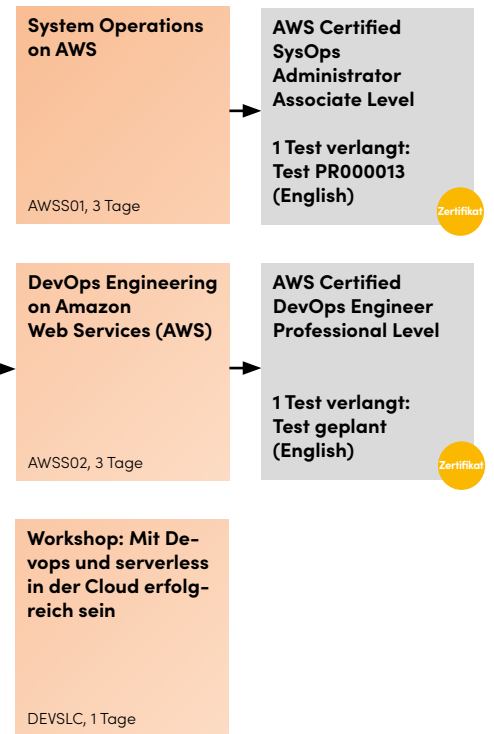 System Operations
on AWS
AWSS01, 3 Tage
AWS Certified
SysOps
Administrator
Associate Level
1 Test verlangt:
Test PR000013
(English)
Zertifikat
DevOps Engineering
on Amazon
Web Services (AWS)
AWSS02, 3 Tage
AWS Certified
DevOps Engineer
Professional Level
1 Test verlangt:
Test geplant
(English)
Zertifikat
Workshop: Mit De-
vops und serverless
in der Cloud erfolg-
reich sein
DEVSLC, 1 Tage